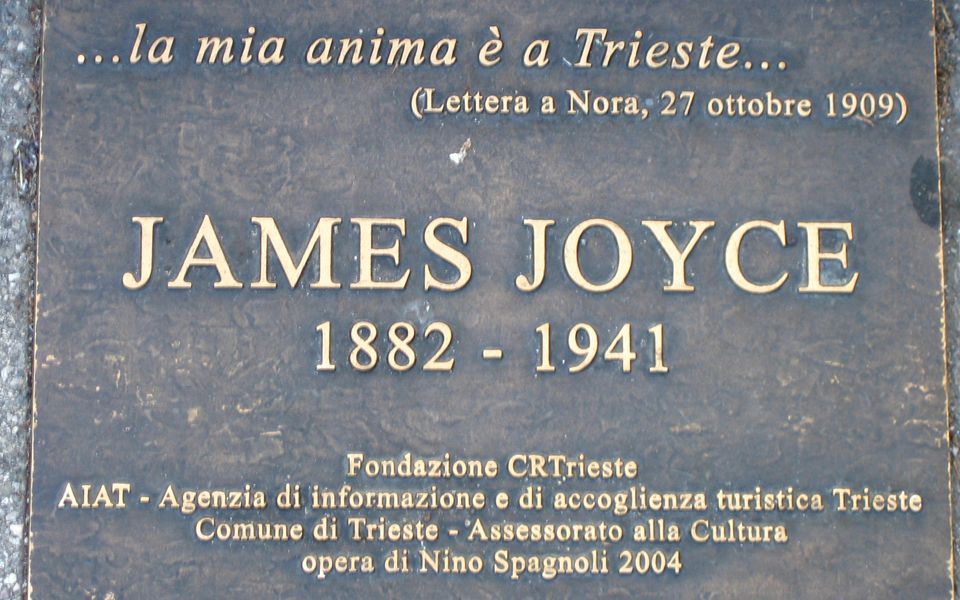 ...la mia anima è a Trieste...
(Lettera a Nora, 27 ottobre 1909)
JAMES JOYCE
1882 - 1941
Fondazione CRTrieste
AIAT - Agenzia di informazione e di accoglienza turistica Trieste
Comune di Trieste - Assessorato alla Cultura
opera di Nino Spagnoli 2004